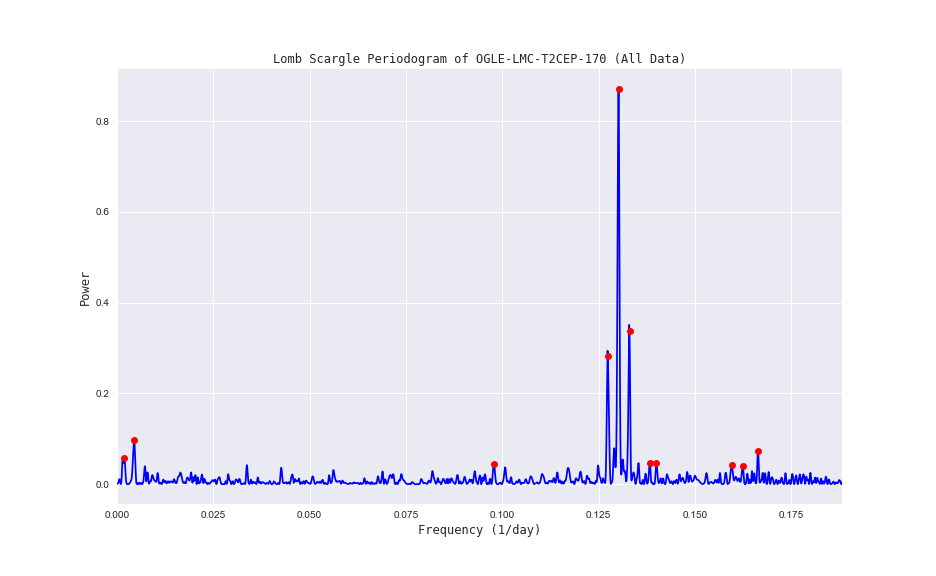 Lomb Scargle Periodogram of OGLE-LMC-T2CEP-170 (All Data)
0.8
0.6
0.4
0.2
0.0
Power
0.000 0.025 0.050 0.075 0.100 0.125 0.150 0.175
Frequency (1/day)